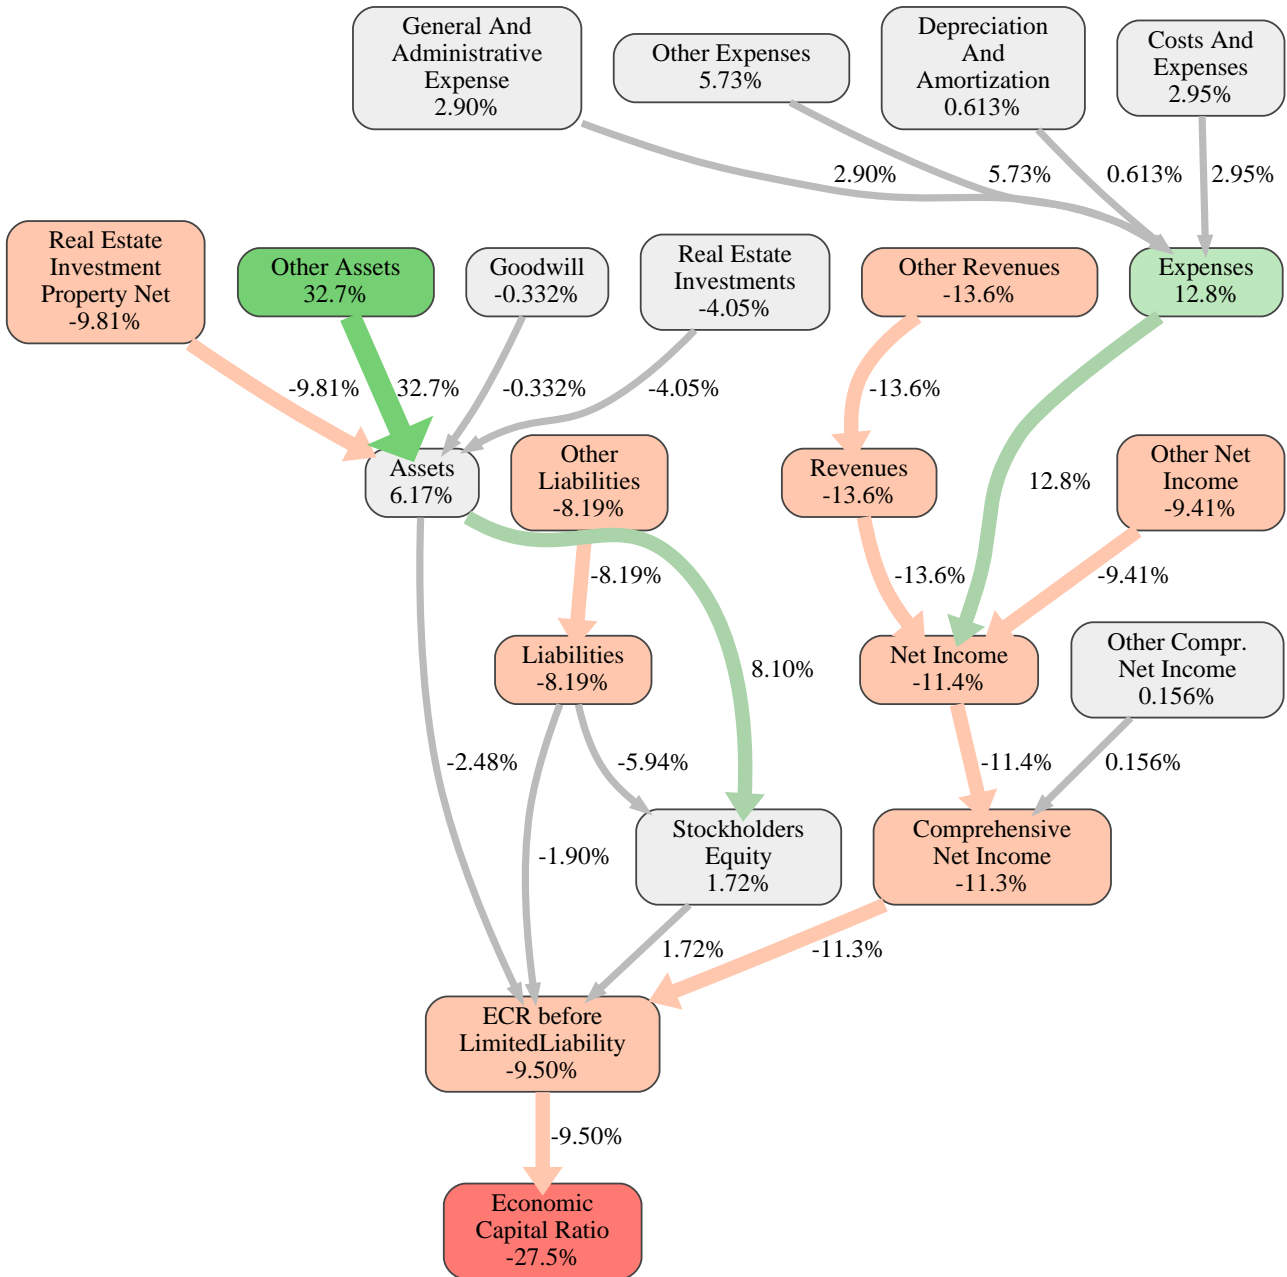 General And
Administrative
Expense
2.90%
Other Expenses
5.73%
Depreciation
And
Amortization
0.613%
Costs And
Expenses
2.95%
2.90%
5.73%
0.613%
2.95%
Real Estate
Investment
Property Net
-9.81%
Other Assets
32.7%
Goodwill
-0.332%
Real Estate
Investments
-4.05%
Other Revenues
-13.6%
Expenses
12.8%
-9.81%
32.7%
-0.332%
-4.05%
-13.6%
12.8%
Assets
6.17%
Other
Liabilities
-8.19%
Revenues
-13.6%
Other Net
Income
-9.41%
-8.19%
-13.6%
-9.41%
Liabilities
-8.19%
8.10%
Net Income
-11.4%
Other Compr.
Net Income
0.156%
-2.48%
-5.94%
-11.4%
0.156%
-1.90%
Stockholders
Equity
1.72%
Comprehensive
Net Income
-11.3%
1.72%
-11.3%
ECR before
LimitedLiability
-9.50%
-9.50%
Economic
Capital Ratio
-27.5%